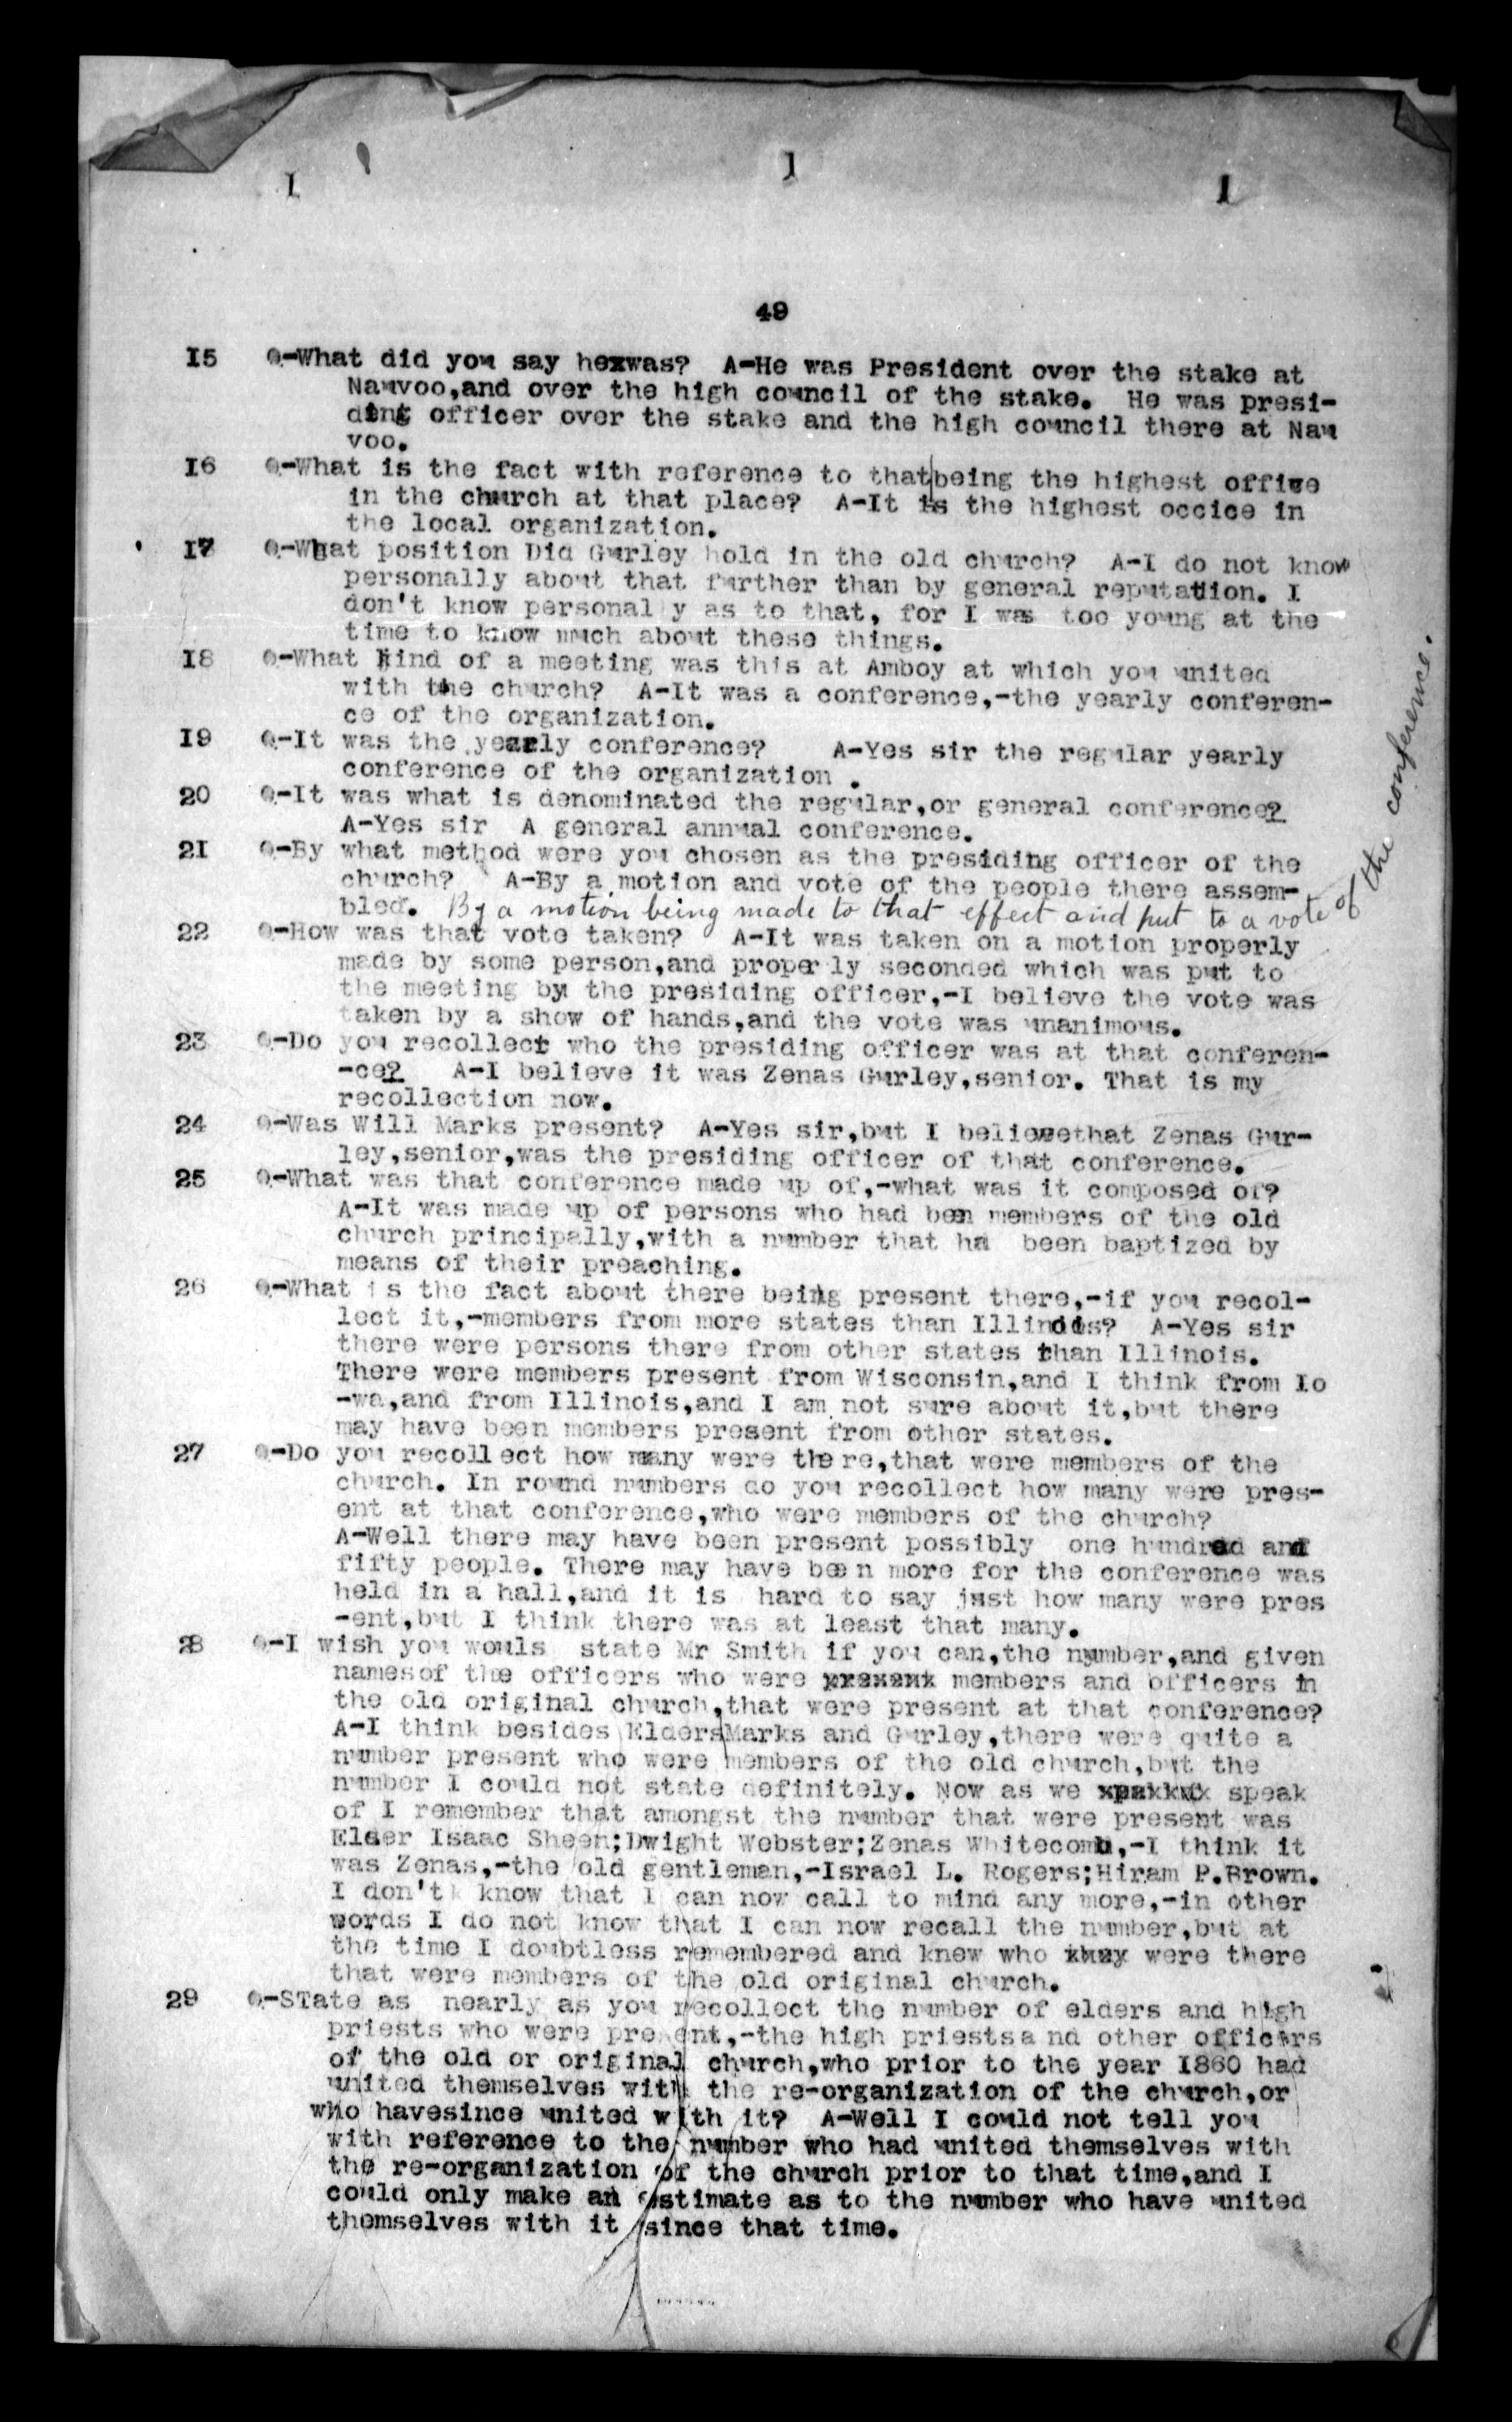 1 1 1
49
15 Q-What did you say hexwas? A-He was President over the stake at
Nauvoo,and over the high council of the stake. He was presi-
ding officer over the stake and the high council there at Nau
voo.
16 Q-What is the fact with reference to that being the highest offive
in the church at that place? A-It is the highest occice in
the local organization.
17 Q-What position Did Gurley hold in the old church? A-I do not know
personally about that further than by general reputation. I
don't know personal y as to that, for I was too young at the
time to know much about these things.
18 Q-What kind of a meeting was this at Amboy at which you united
with the church? A-It was a conference,-the yearly conferen-
ce of the organization.
19 Q-It was the yearly conference? A-Yes sir the regular yearly
conference of the organization .
20 Q-It was what is denominated the regular,or general conference?
A-Yes sir A general annual conference.
21 Q-By what method were you chosen as the presiding officer of the
church? A-By a motion and vote of the people there assem-
bled. By a motion being made to that effect and put to a vote of the conference.
22 Q-How was that vote taken? A-It was taken on a motion properly
made by some person,and properly seconded which was put to
the meeting by the presiding officer,-I believe the vote was
taken by a show of hands,and the vote was unanimous.
23 Q-Do you recollect who the presiding officer was at that conferen-
-ce? A-I believe it was Zenas Gurley,senior. That is my
recollection now.
24 Q-Was Will Marks present? A-Yes sir,but I believethat Zenas Gur-
ley,senior,was the presiding officer of that conference.
25 Q-What was that conference made up of,-what was it composed of?
A-It was made up of persons who had been members of the old
church principally,with a number that ha been baptized by
means of their preaching.
26 Q-What is the fact about there being present there,-if you recol-
lect it,-members from more states than Illinois? A-Yes sir
there were persons there from other states than Illinois.
There were members present from Wisconsin,and I think from Io
-wa,and from Illinois,and I am not sure about it,but there
may have been members present from other states.
27 Q-Do you recollect how many were there,that were members of the
church. In round numbers do you recollect how many were pres-
ent at that conference,who were members of the church?
A-Well there may have been present possibly one hundred and
fifty people. There may have been more for the conference was
held in a hall,and it is hard to say just how many were pres
-ent,but I think there was at least that many.
28 Q-I wish you wouls state Mr Smith if you can,the number,and given
namesof the officers who were members and officers in
the old original church,that were present at that conference?
A-I think besides Elders Marks and Gurley,there were quite a
number present who were members of the old church,but the
number I could not state definitely. Now as we speak
of I remember that amongst the number that were present was
Elder Isaac Sheen;Dwight Webster;Zenas Whitecomb,-I think it
was Zenas,-the old gentleman,-Israel L. Rogers;Hiram P.Brown.
I don't know that I can now call to mind any more,-in other
words I do not know that I can now recall the number,but at
the time I doubtless remembered and knew who were there
that were members of the old original church.
29 Q-STate as nearly as you recollect the number of elders and high
priests who were present,-the high priestsa nd other officers
of the old or original church,who prior to the year 1860 had
united themselves with the re-organization of the church,or
who havesince united with it? A-Well I could not tell you
with reference to the number who had united themselves with
the re-organization of the church prior to that time,and I
could only make an estimate as to the number who have united
themselves with it since that time.